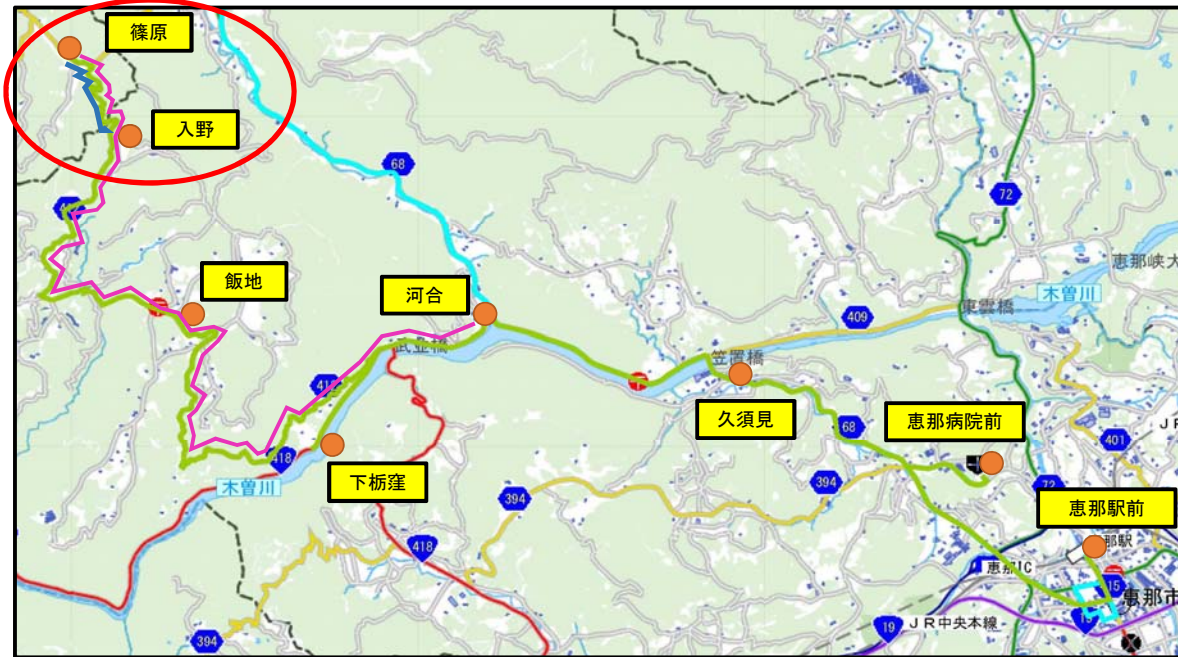 篠原
入野
68
72
恵那峡大
飯地
河合
木曽川
東雲橋
409
武並橋
笠置橋
418
久須見
恵那病院前
68
401
418
下栃窪
木曽川
394
394
72
恵那駅前
418
那駅
恵那IC
15
恵那市
19
394
19
JR中央本線